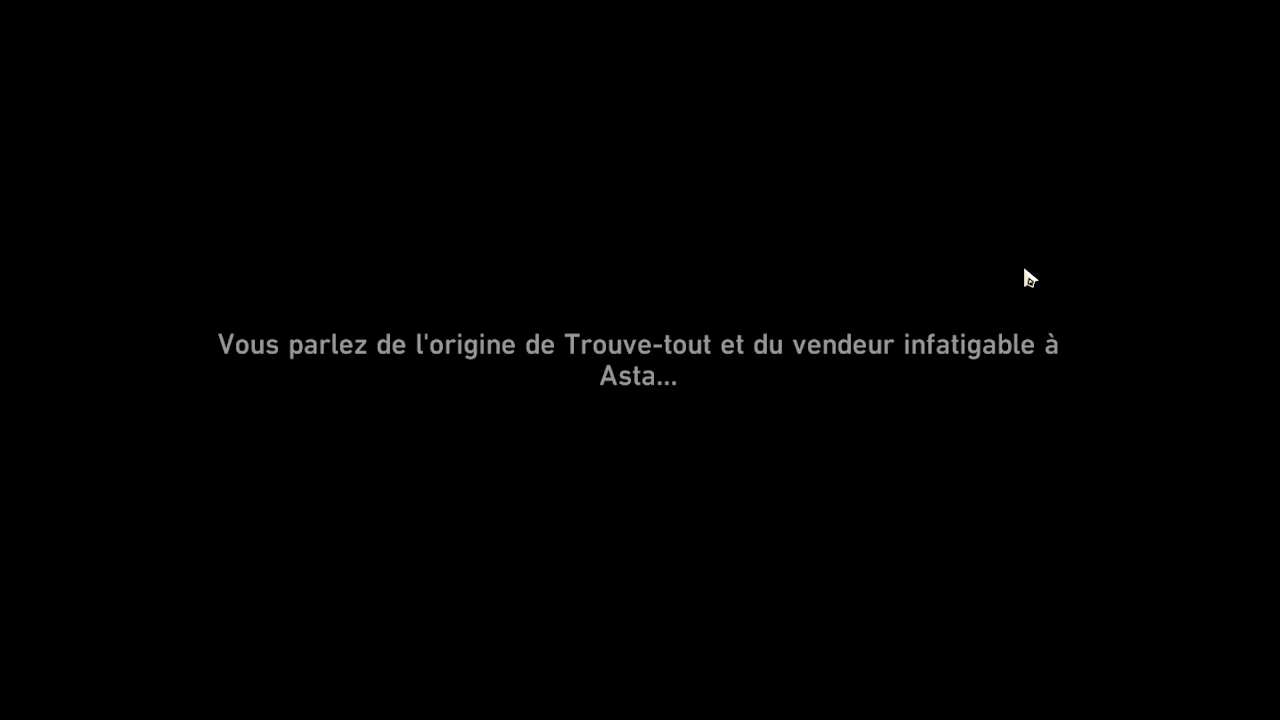 Vous parlez de l'origine de Trouve-tout et du vendeur infatigable à
Asta...